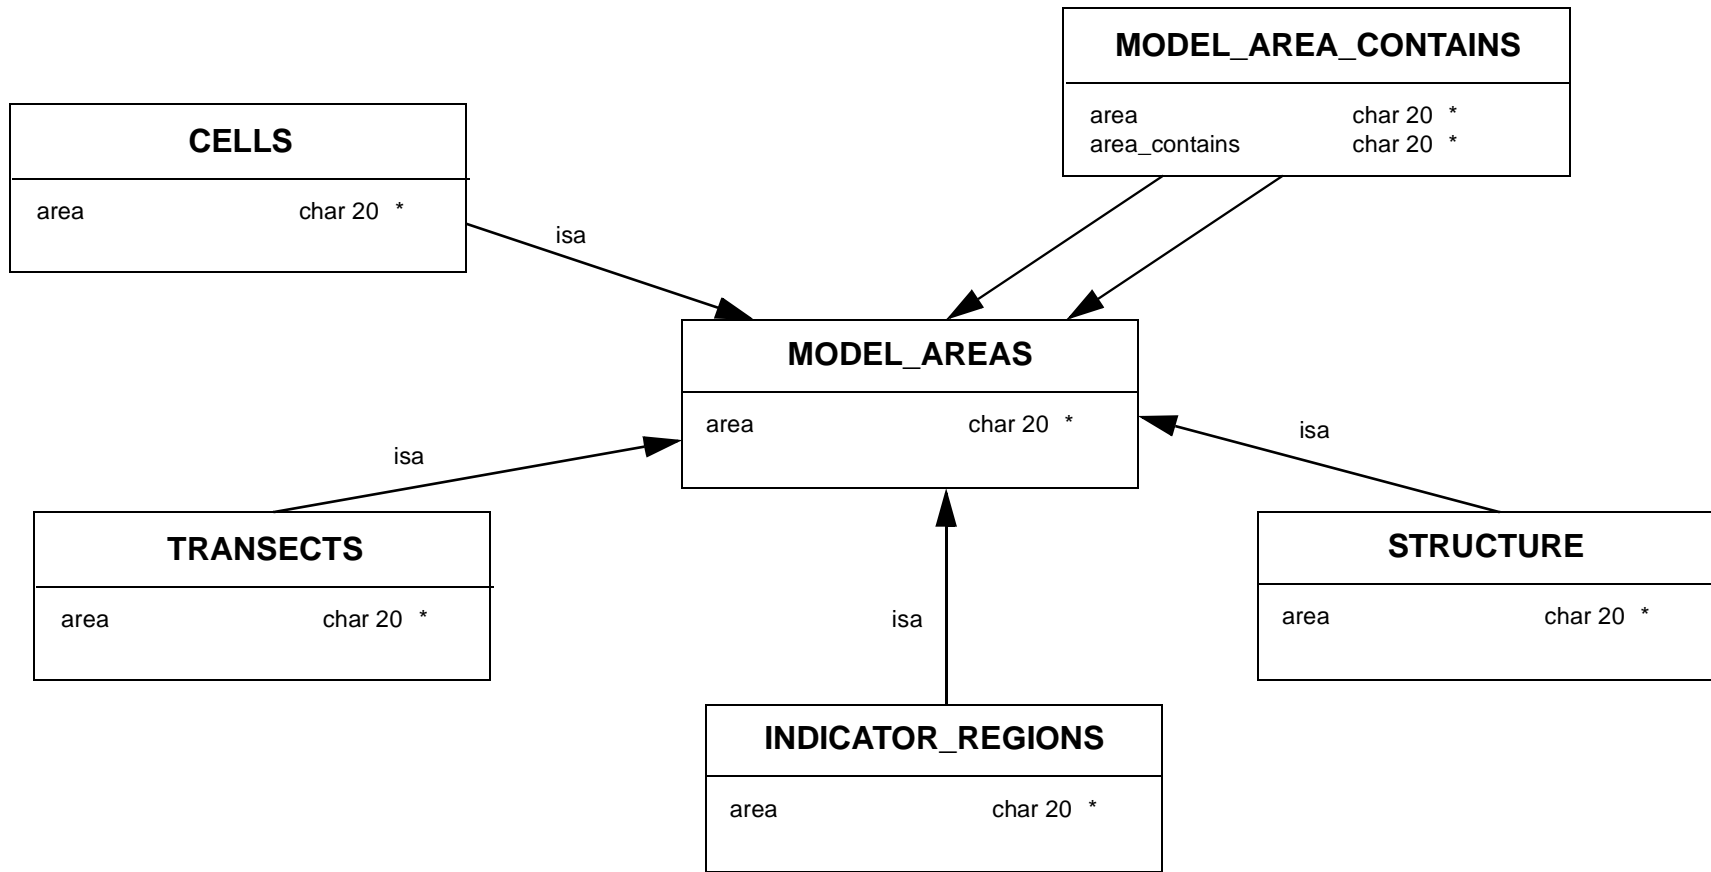 MODEL_AREA_CONTAINS
area char 20 *
area_contains char 20 *
CELLS
area char 20 *
isa
MODEL_AREAS
area char 20 *
isa
isa
TRANSECTS
area char 20 *
STRUCTURE
area char 20 *
isa
INDICATOR_REGIONS
area char 20 *